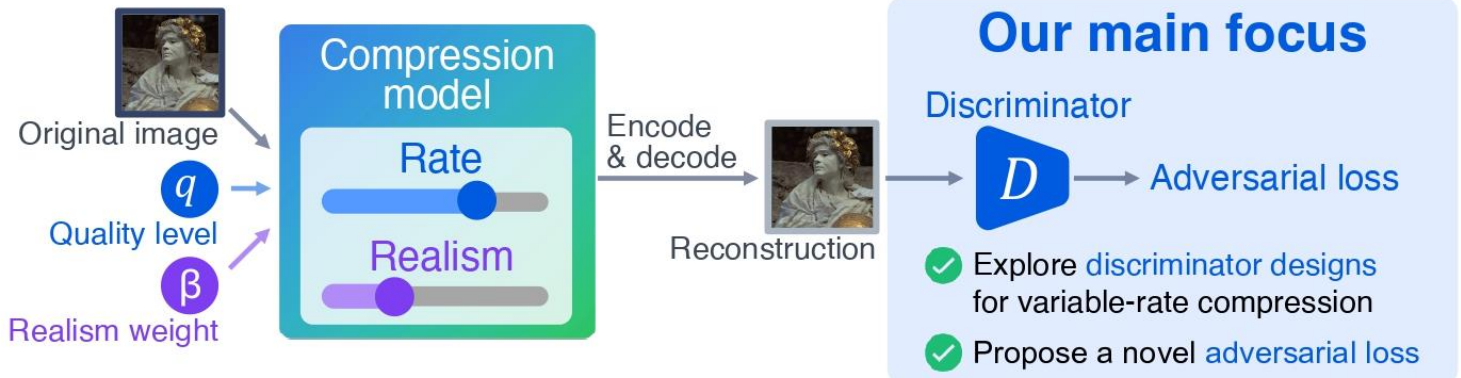 Original image
q
Quality level
β
Realism weight
Compression
model
Rate
Realism
Encode
& decode
Reconstruction
Our main focus
Discriminator
D
Adversarial loss
Explore discriminator designs
for variable-rate compression
Propose a novel adversarial loss